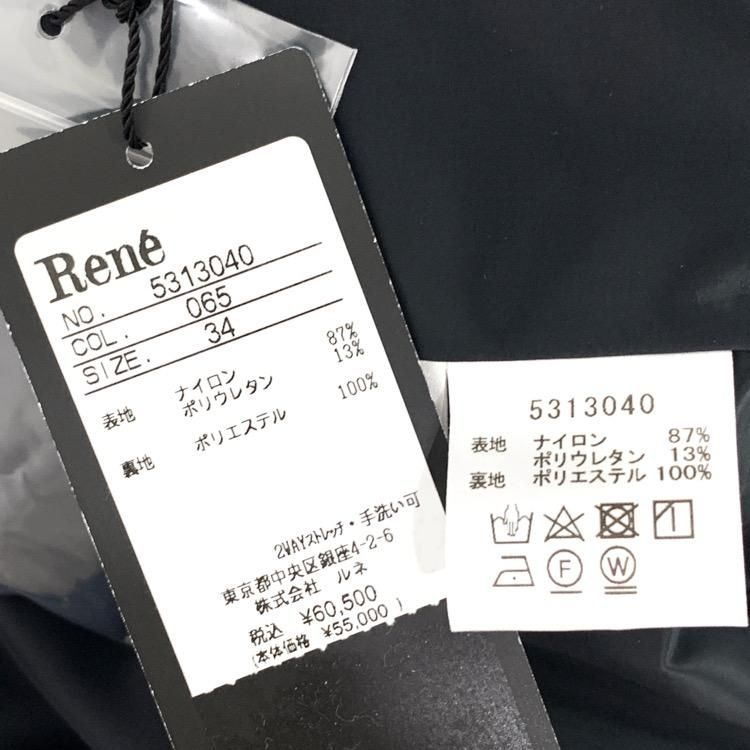 René
NO. 5313040
COL. 065
SIZE. 34
表地 ナイロン 87%
ポリウレタン 13%
裏地 ポリエステル 100%
2WAYストレッチ・手洗い可
東京都中央区銀座4-2-6
株式会社 ルネ
税込 ¥60,500
(本体価格 ¥55,000)
5313040
表地 ナイロン 87%
ポリウレタン 13%
裏地 ポリエステル 100%
F W